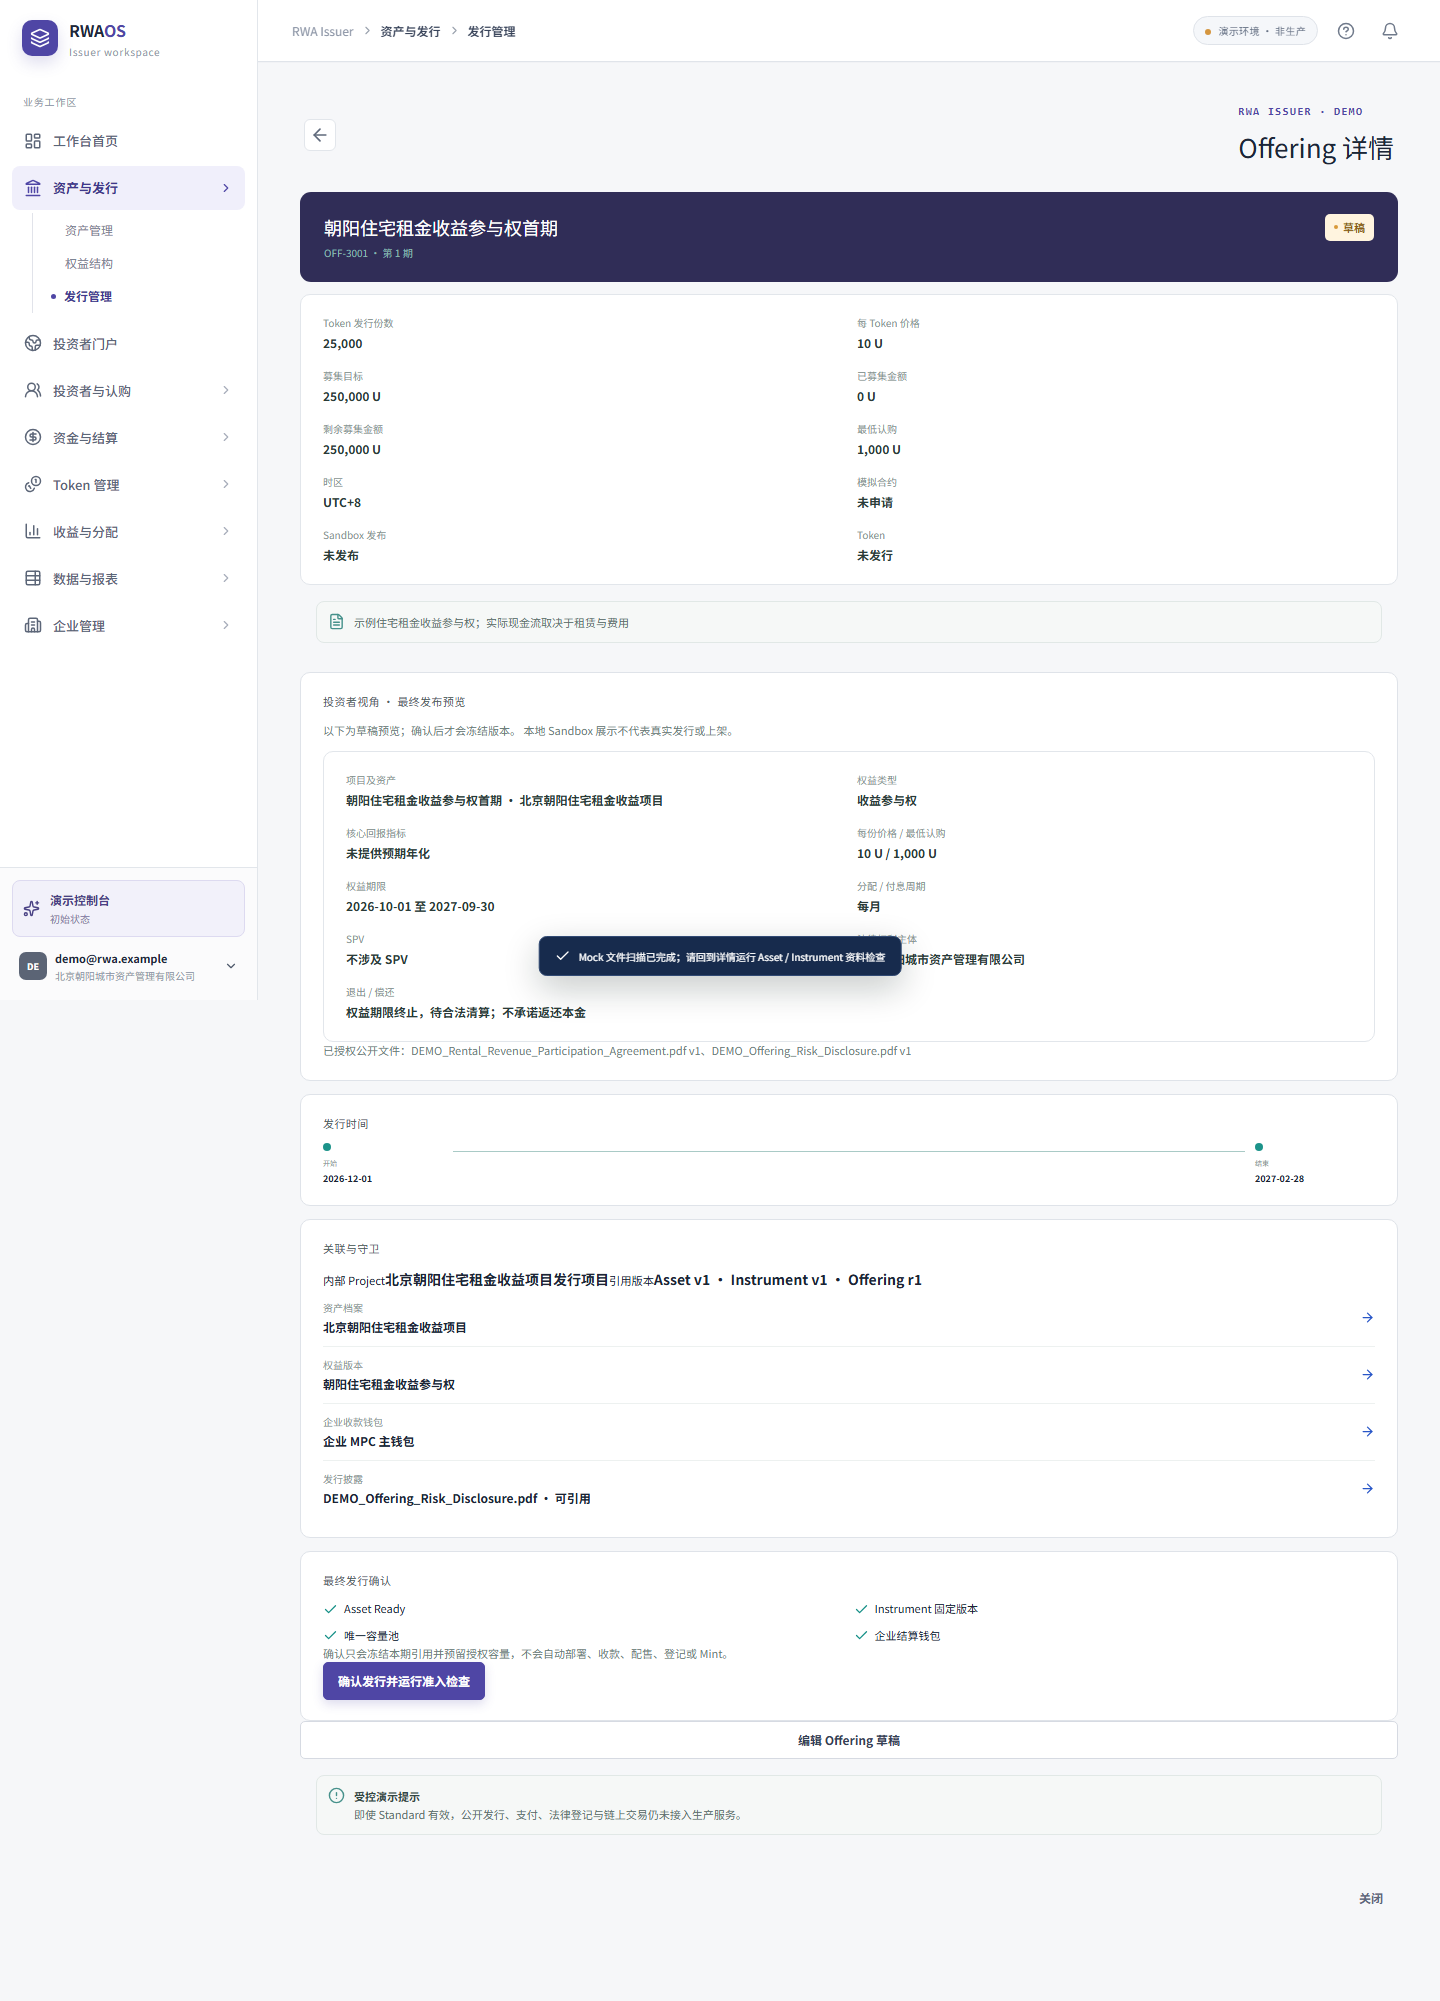 RWAOS
Issuer workspace
业务工作区
工作台首页
资产与发行
资产管理
权益结构
发行管理
投资者门户
投资者与认购
资金与结算
Token 管理
收益与分配
数据与报表
企业管理
演示控制台
初始状态
DE
demo@rwa.example
北京朝阳城市资产管理有限公司
RWA Issuer
资产与发行
发行管理
演示环境 · 非生产
RWA ISSUER · DEMO
Offering 详情
朝阳住宅租金收益参与权首期
OFF-3001 · 第 1 期
草稿
Token 发行份数
25,000
每 Token 价格
10 U
募集目标
250,000 U
已募集金额
0 U
剩余募集金额
250,000 U
最低认购
1,000 U
时区
UTC+8
模拟合约
未申请
Sandbox 发布
未发布
Token
未发行
示例住宅租金收益参与权；实际现金流取决于租赁与费用
投资者视角 · 最终发布预览
以下为草稿预览；确认后才会冻结版本。 本地 Sandbox 展示不代表真实发行或上架。
项目及资产
朝阳住宅租金收益参与权首期 · 北京朝阳住宅租金收益项目
权益类型
收益参与权
核心回报指标
未提供预期年化
每份价格 / 最低认购
10 U / 1,000 U
权益期限
2026-10-01 至 2027-09-30
分配 / 付息周期
每月
SPV
不涉及 SPV
主体
城市资产管理有限公司
Mock 文件扫描已完成；请回到详情运行 Asset / Instrument 资料检查
退出 / 偿还
权益期限终止，待合法清算；不承诺返还本金
已授权公开文件：DEMO_Rental_Revenue_Participation_Agreement.pdf v1、DEMO_Offering_Risk_Disclosure.pdf v1
发行时间
开始
2026-12-01
结束
2027-02-28
关联与守卫
内部 Project北京朝阳住宅租金收益项目发行项目引用版本Asset v1 · Instrument v1 · Offering r1
资产档案
北京朝阳住宅租金收益项目
权益版本
朝阳住宅租金收益参与权
企业收款钱包
企业 MPC 主钱包
发行披露
DEMO_Offering_Risk_Disclosure.pdf · 可引用
最终发行确认
Asset Ready
Instrument 固定版本
唯一容量池
企业结算钱包
确认只会冻结本期引用并预留授权容量，不会自动部署、收款、配售、登记或 Mint。
确认发行并运行准入检查
编辑 Offering 草稿
受控演示提示
即使 Standard 有效，公开发行、支付、法律登记与链上交易仍未接入生产服务。
关闭